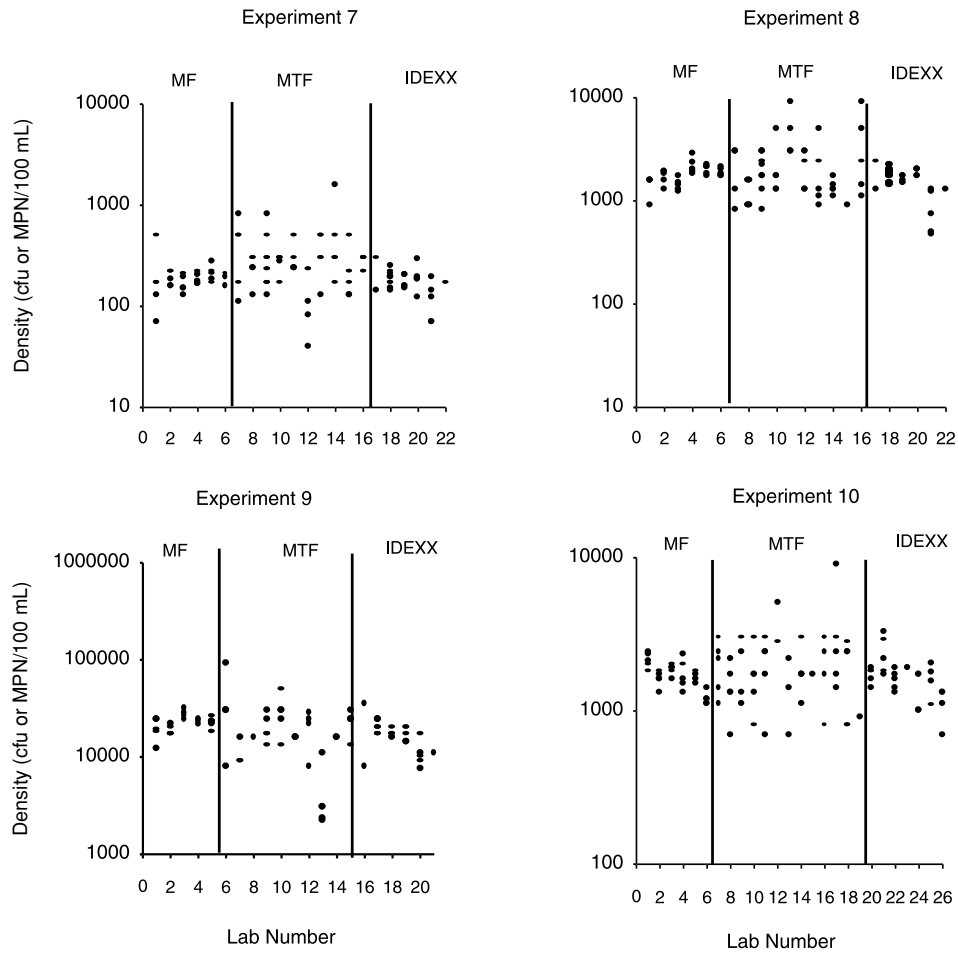 Experiment 7
MF MTF IDEXX
10000
1000
100
10
0 2 4 6 8 10 12 14 16 18 20 22
Density (cfu or MPN/100 mL)
Experiment 8
MF MTF IDEXX
10000
1000
100
10
0 2 4 6 8 10 12 14 16 18 20 22
Experiment 9
MF MTF IDEXX
1000000
100000
10000
1000
0 2 4 6 8 10 12 14 16 18 20
Density (cfu or MPN/100 mL)
Lab Number
Experiment 10
MF MTF IDEXX
10000
1000
100
0 2 4 6 8 10 12 14 16 18 20 22 24 26
Lab Number